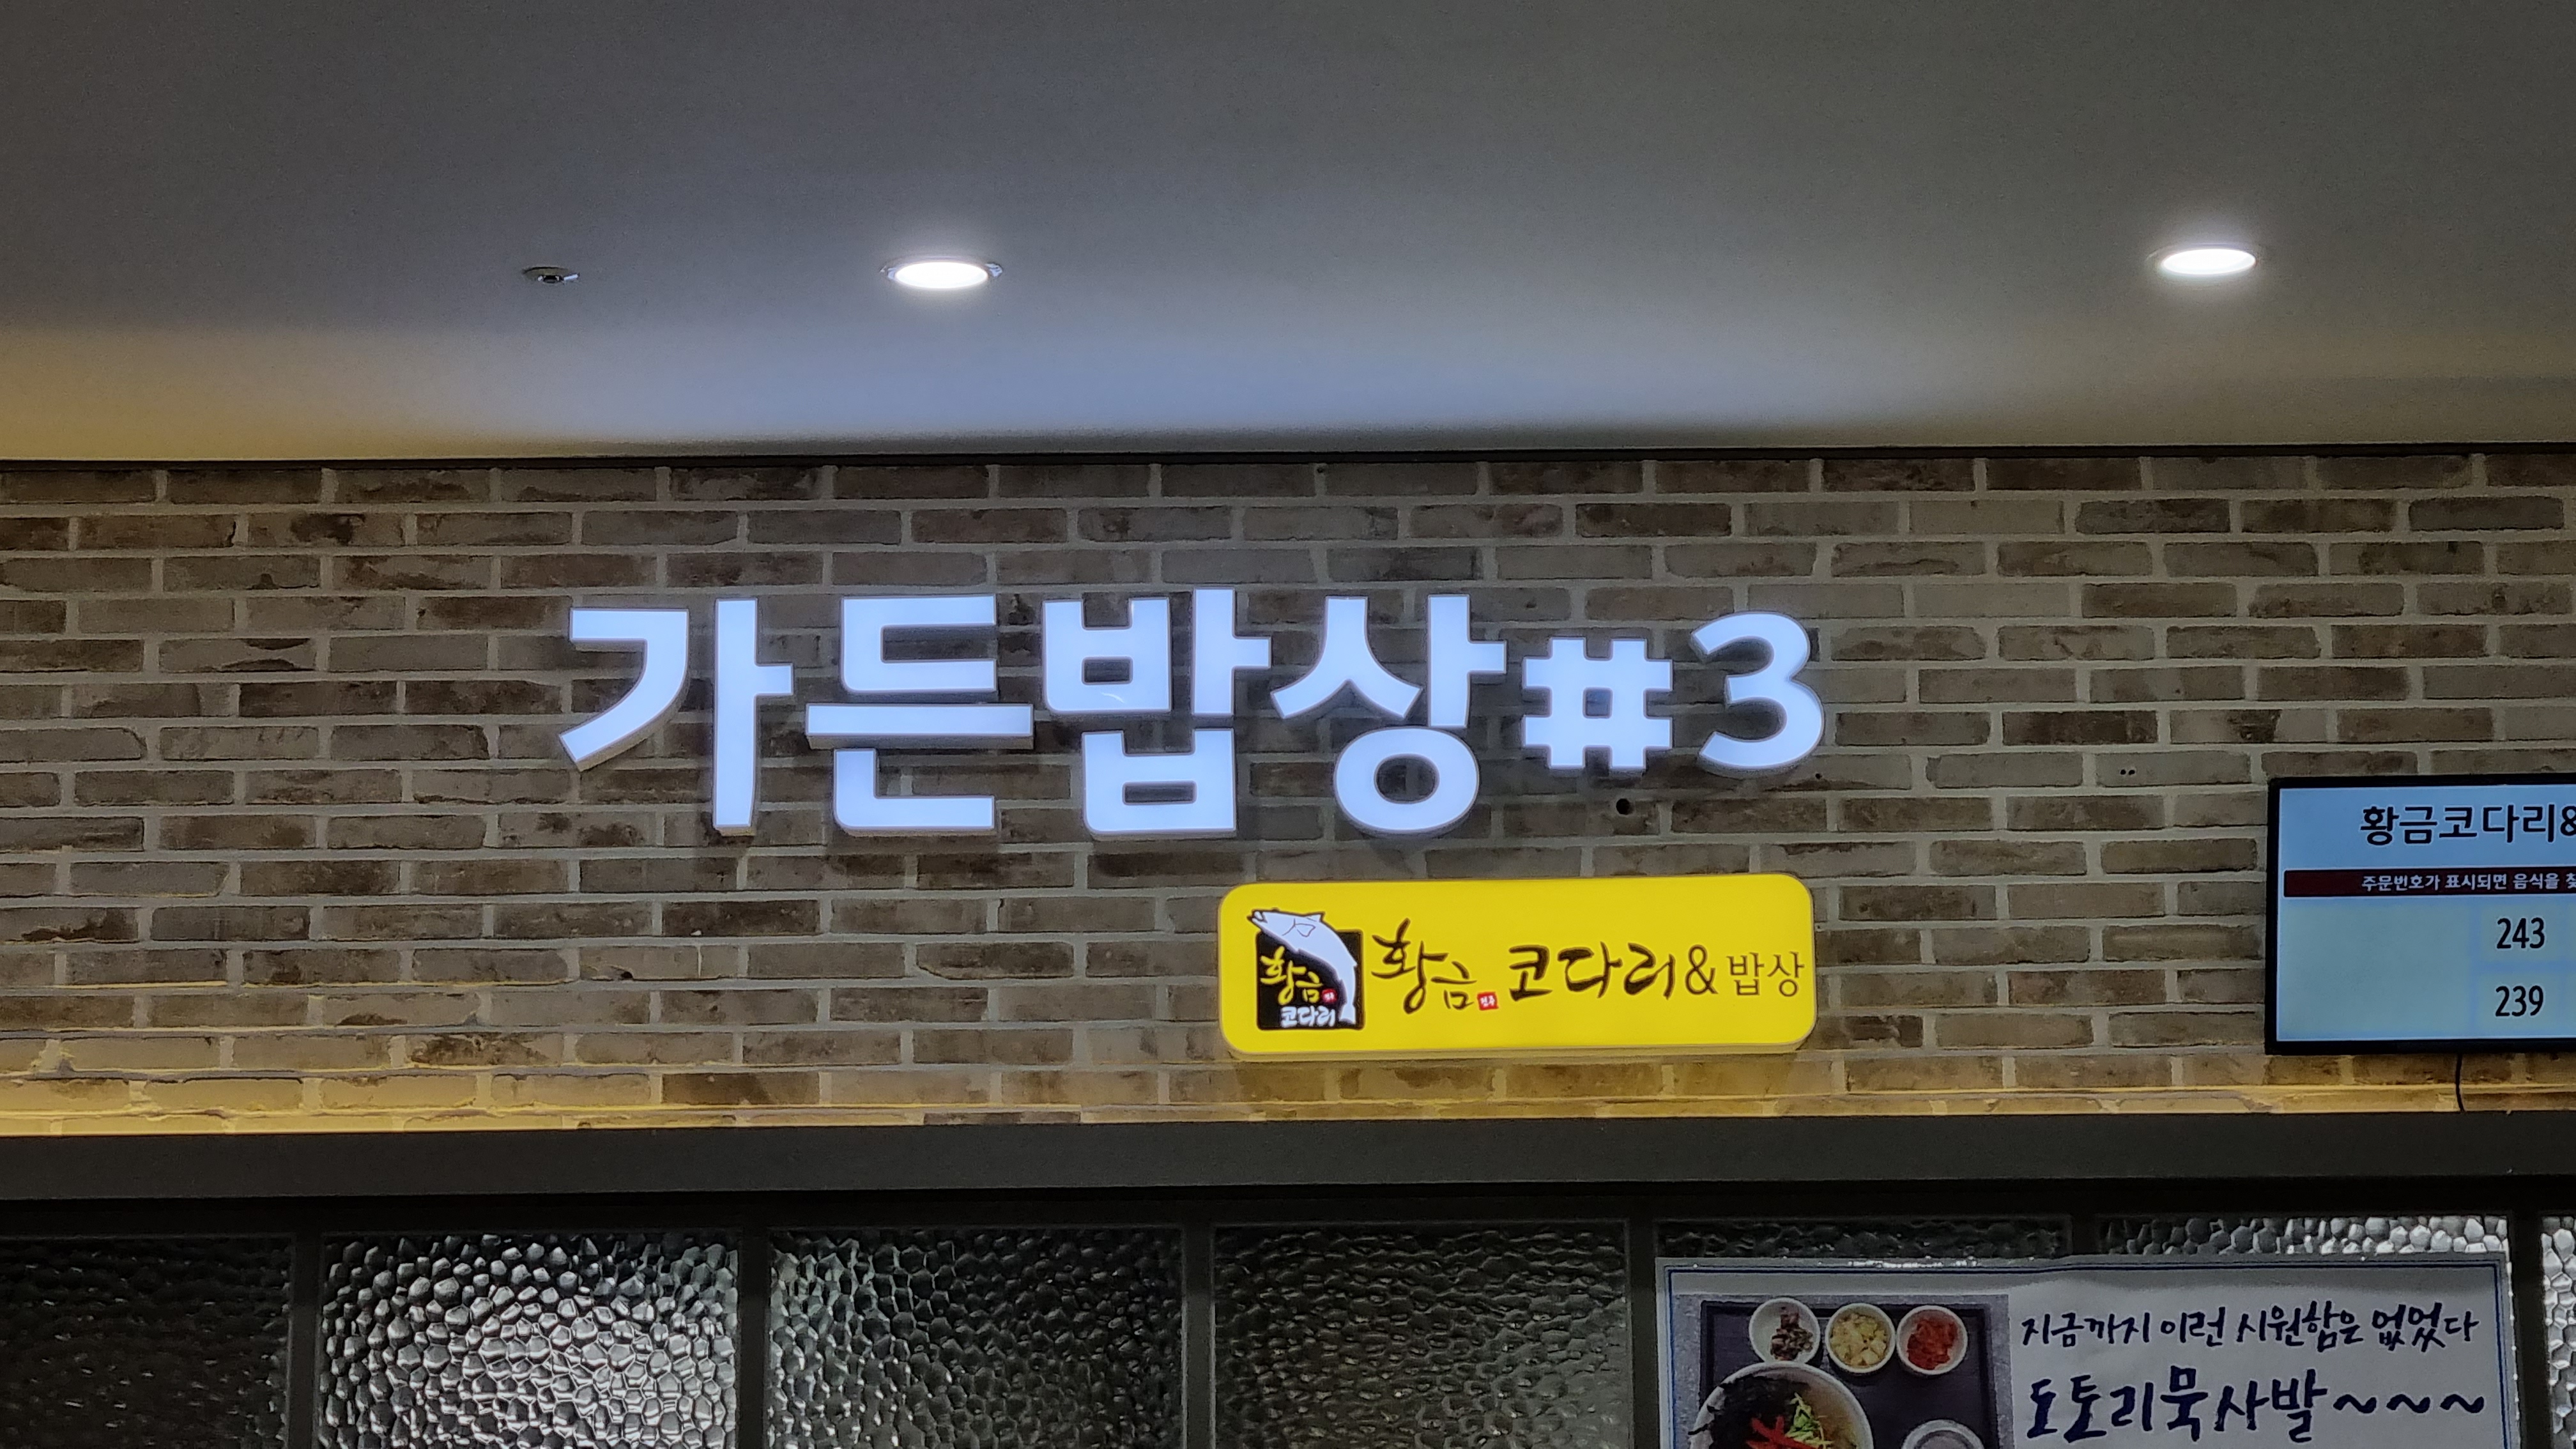 가든밥상#3
황금
코다리
황금 코다리&밥상
황금코다리&
주문번호가 표시되면 음식을
243
239
지금까지 이런 시원함은 없었다
도토리묵사발~~~